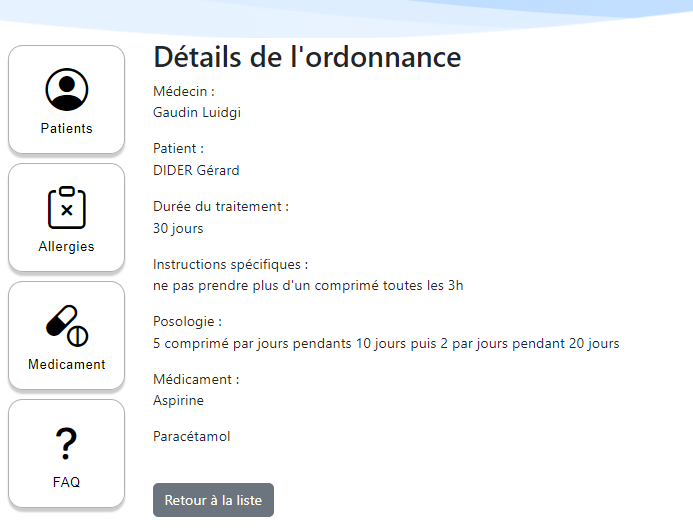 Patients
Allergies
Medicament
FAQ
Détails de l'ordonnance
Médecin :
Gaudin Luidgi
Patient :
DIDER Gérard
Durée du traitement :
30 jours
Instructions spécifiques :
ne pas prendre plus d'un comprimé toutes les 3h
Posologie :
5 comprimé par jours pendants 10 jours puis 2 par jours pendant 20 jours
Médicament :
Aspirine
Paracétamol
Retour à la liste